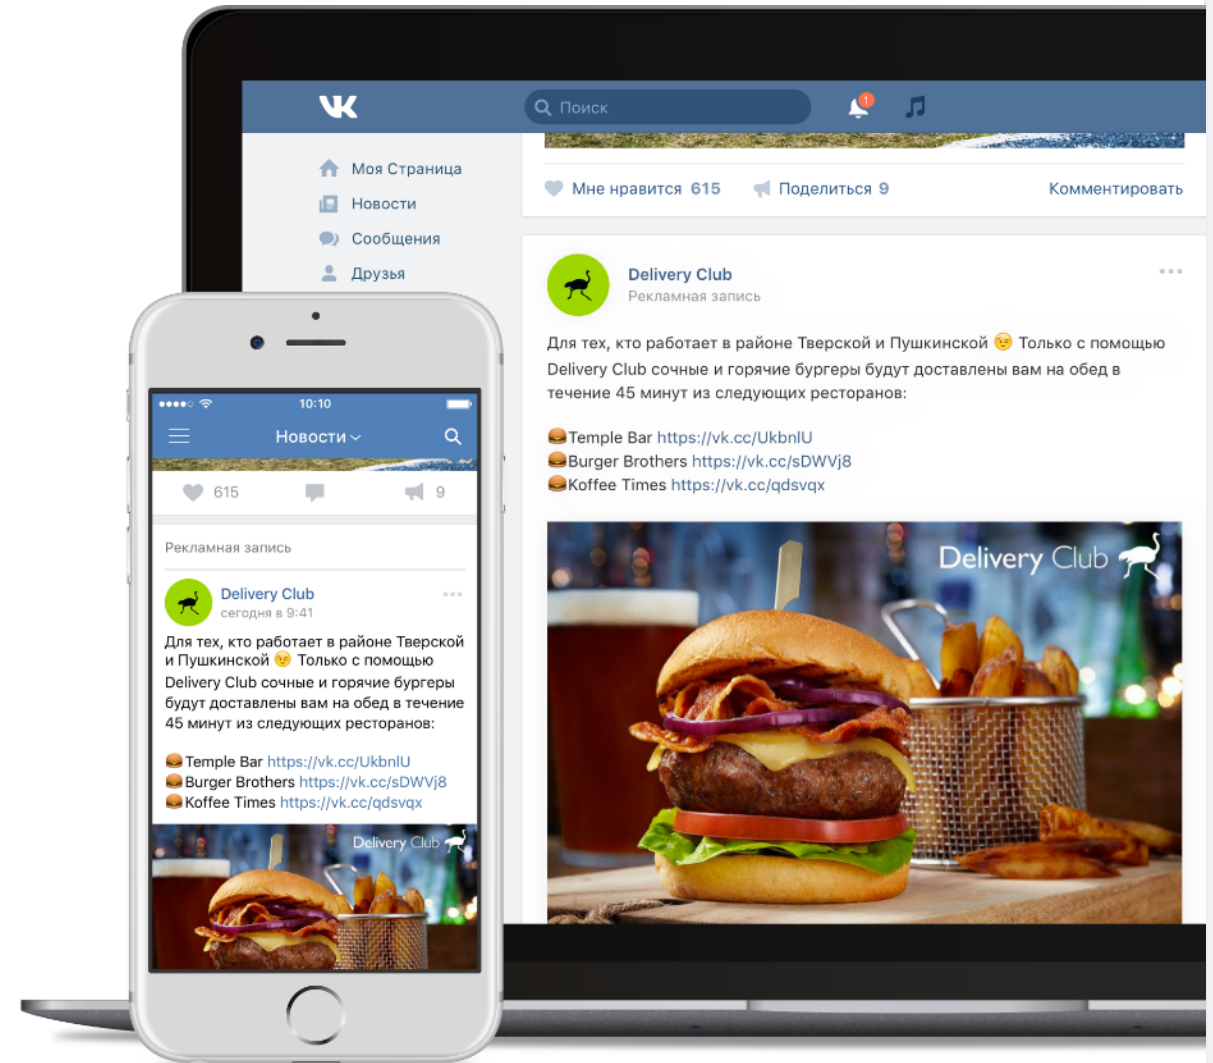 VK
Поиск
1
Моя Страница
Новости
Сообщения
Друзья
Мне нравится 615
Поделиться 9
Комментировать
Delivery Club
Рекламная запись
Для тех, кто работает в районе Тверской и Пушкинской 😉 Только с помощью
Delivery Club сочные и горячие бургеры будут доставлены вам на обед в
течение 45 минут из следующих ресторанов:
🍔Temple Bar https://vk.cc/UkbnlU
🍔Burger Brothers https://vk.cc/sDWVj8
🍔Koffee Times https://vk.cc/qdsvqx
Delivery Club
10:10
Новости
615
9
Рекламная запись
Delivery Club
сегодня в 9:41
Для тех, кто работает в районе Тверской
и Пушкинской 😉 Только с помощью
Delivery Club сочные и горячие бургеры
будут доставлены вам на обед в течение
45 минут из следующих ресторанов:
🍔Temple Bar https://vk.cc/UkbnlU
🍔Burger Brothers https://vk.cc/sDWVj8
🍔Koffee Times https://vk.cc/qdsvqx
Delivery Club